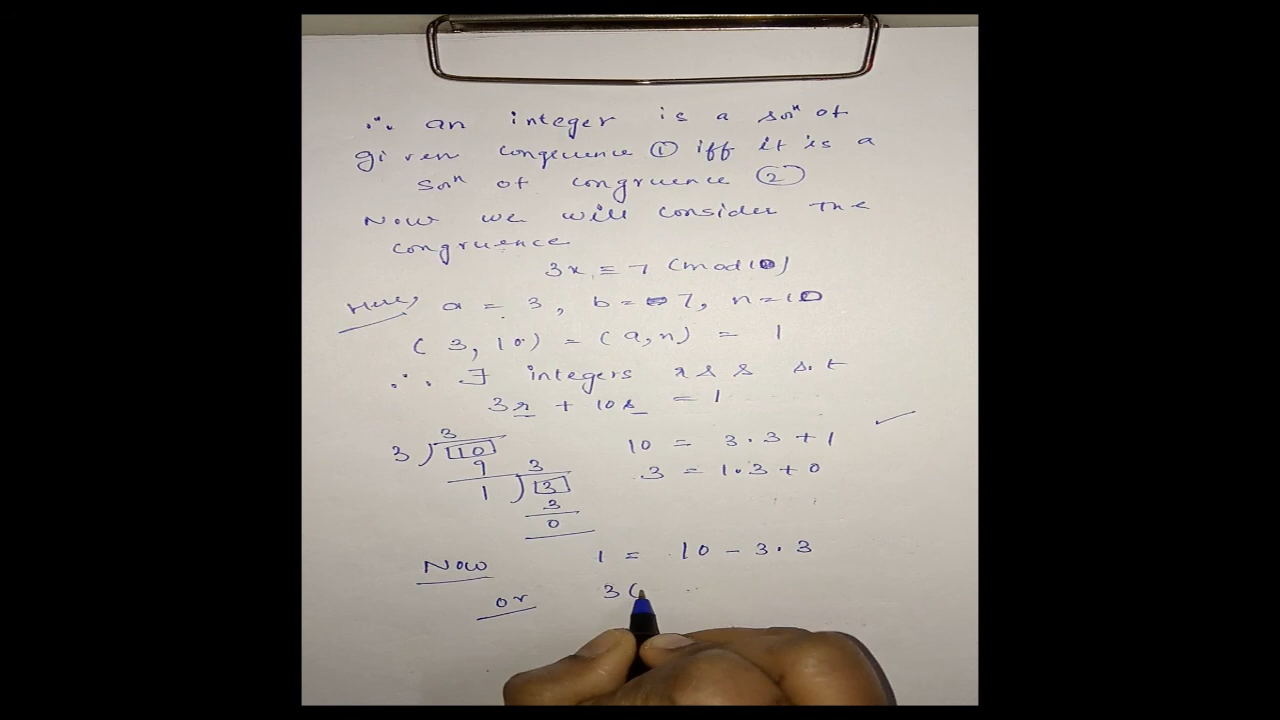 ∴ an integer is a solⁿ of
given congruence ① iff it is a
solⁿ of congruence ②
Now we will consider the
congruence
3x ≡ 7 (mod 10)
Here, a = 3, b = 7, n = 10
(3, 10) = (a, n) = 1
∴ ∃ integers r & s s.t
3r + 10s = 1
3 ) 10 ( 3 10 = 3.3 + 1 ✓
9 3 3 = 1.3 + 0
1 ) 3
3
0
Now 1 = 10 - 3.3
or 3(